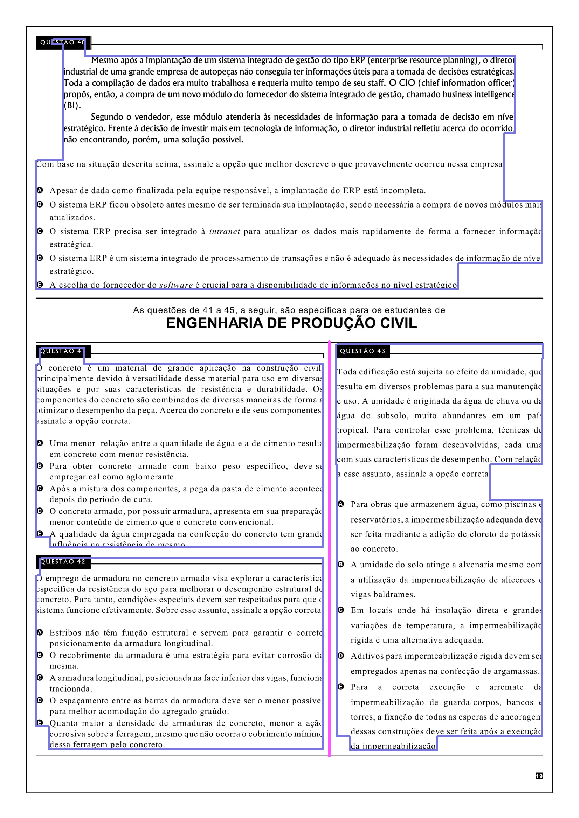 QUESTÃO 40
Mesmo após a implantação de um sistema integrado de gestão do tipo ERP (enterprise resource planning), o diretor
industrial de uma grande empresa de autopeças não conseguia ter informações úteis para a tomada de decisões estratégicas.
Toda a compilação de dados era muito trabalhosa e requeria muito tempo de seu staff. O CIO (chief information officer)
propôs, então, a compra de um novo módulo do fornecedor do sistema integrado de gestão, chamado business intelligence
(BI).
Segundo o vendedor, esse módulo atenderia às necessidades de informação para a tomada de decisão em nível
estratégico. Frente à decisão de investir mais em tecnologia de informação, o diretor industrial refletiu acerca do ocorrido,
não encontrando, porém, uma solução possível.
Com base na situação descrita acima, assinale a opção que melhor descreve o que provavelmente ocorreu nessa empresa
A Apesar de dada como finalizada pela equipe responsável, a implantação do ERP está incompleta.
B O sistema ERP ficou obsoleto antes mesmo de ser terminada sua implantação, sendo necessária a compra de novos módulos mais
atualizados.
C O sistema ERP precisa ser integrado à intranet para atualizar os dados mais rapidamente de forma a fornecer informação
estratégica.
D O sistema ERP é um sistema integrado de processamento de transações e não é adequado às necessidades de informação de nível
estratégico.
E A escolha do fornecedor do software é crucial para a disponibilidade de informações no nível estratégico
As questões de 41 a 45, a seguir, são específicas para os estudantes de
ENGENHARIA DE PRODUÇÃO CIVIL
QUESTÃO 41
O concreto é um material de grande aplicação na construção civil,
principalmente devido à versatilidade desse material para uso em diversas
situações e por suas características de resistência e durabilidade. Os
componentes do concreto são combinados de diversas maneiras de forma a
otimizar o desempenho da peça. Acerca do concreto e de seus componentes,
assinale a opção correta.
A Uma menor relação entre a quantidade de água e a de cimento resulta
em concreto com menor resistência.
B Para obter concreto armado com baixo peso específico, deve-se
empregar cal como aglomerante.
C Após a mistura dos componentes, a pega da pasta de cimento acontece
depois do período de cura.
D O concreto armado, por possuir armadura, apresenta em sua preparação
menor conteúdo de cimento que o concreto convencional.
E A qualidade da água empregada na confecção do concreto tem grande
influência na resistência do mesmo.
QUESTÃO 42
O emprego de armadura no concreto armado visa explorar a característica
específica da resistência do aço para melhorar o desempenho estrutural do
concreto. Para tanto, condições especiais devem ser respeitadas para que o
sistema funcione efetivamente. Sobre esse assunto, assinale a opção correta.
A Estribos não têm função estrutural e servem para garantir o correto
posicionamento da armadura longitudinal.
B O recobrimento da armadura é uma estratégia para evitar corrosão da
mesma.
C A armadura longitudinal, posicionada na face inferior das vigas, funciona
tracionada.
D O espaçamento entre as barras da armadura deve ser o menor possível
para melhor acomodação do agregado graúdo.
E Quanto maior a densidade de armaduras de concreto, menor a ação
corrosiva sobre a ferragem, mesmo que não ocorra o cobrimento mínimo
dessa ferragem pelo concreto.
QUESTÃO 43
Toda edificação está sujeita ao efeito da umidade, que
resulta em diversos problemas para a sua manutenção
e uso. A umidade é originada da água de chuva ou da
água do subsolo, muito abundantes em um país
tropical. Para controlar esse problema, técnicas de
impermeabilização foram desenvolvidas, cada uma
com suas características de desempenho. Com relação
a esse assunto, assinale a opção correta.
A Para obras que armazenem água, como piscinas e
reservatórios, a impermeabilização adequada deve
ser feita mediante a adição de cloreto de potássio
ao concreto.
B A umidade do solo atinge a alvenaria mesmo com
a utilização da impermeabilização de alicerces e
vigas baldrames.
C Em locais onde há insolação direta e grandes
variações de temperatura, a impermeabilização
rígida é uma alternativa adequada.
D Aditivos para impermeabilização rígida devem ser
empregados apenas na confecção de argamassas.
E Para a correta execução e arremate da
impermeabilização de guarda-corpos, bancos e
torres, a fixação de todas as esperas de ancoragem
dessas construções deve ser feita após a execução
da impermeabilização.